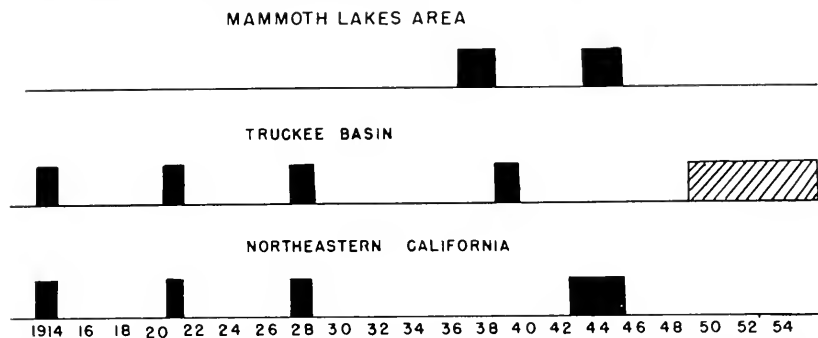 MAMMOTH LAKES AREA
TRUCKEE BASIN
NORTHEASTERN CALIFORNIA
1914 16 18 20 22 24 26 28 30 32 34 36 38 40 42 44 46 48 50 52 54